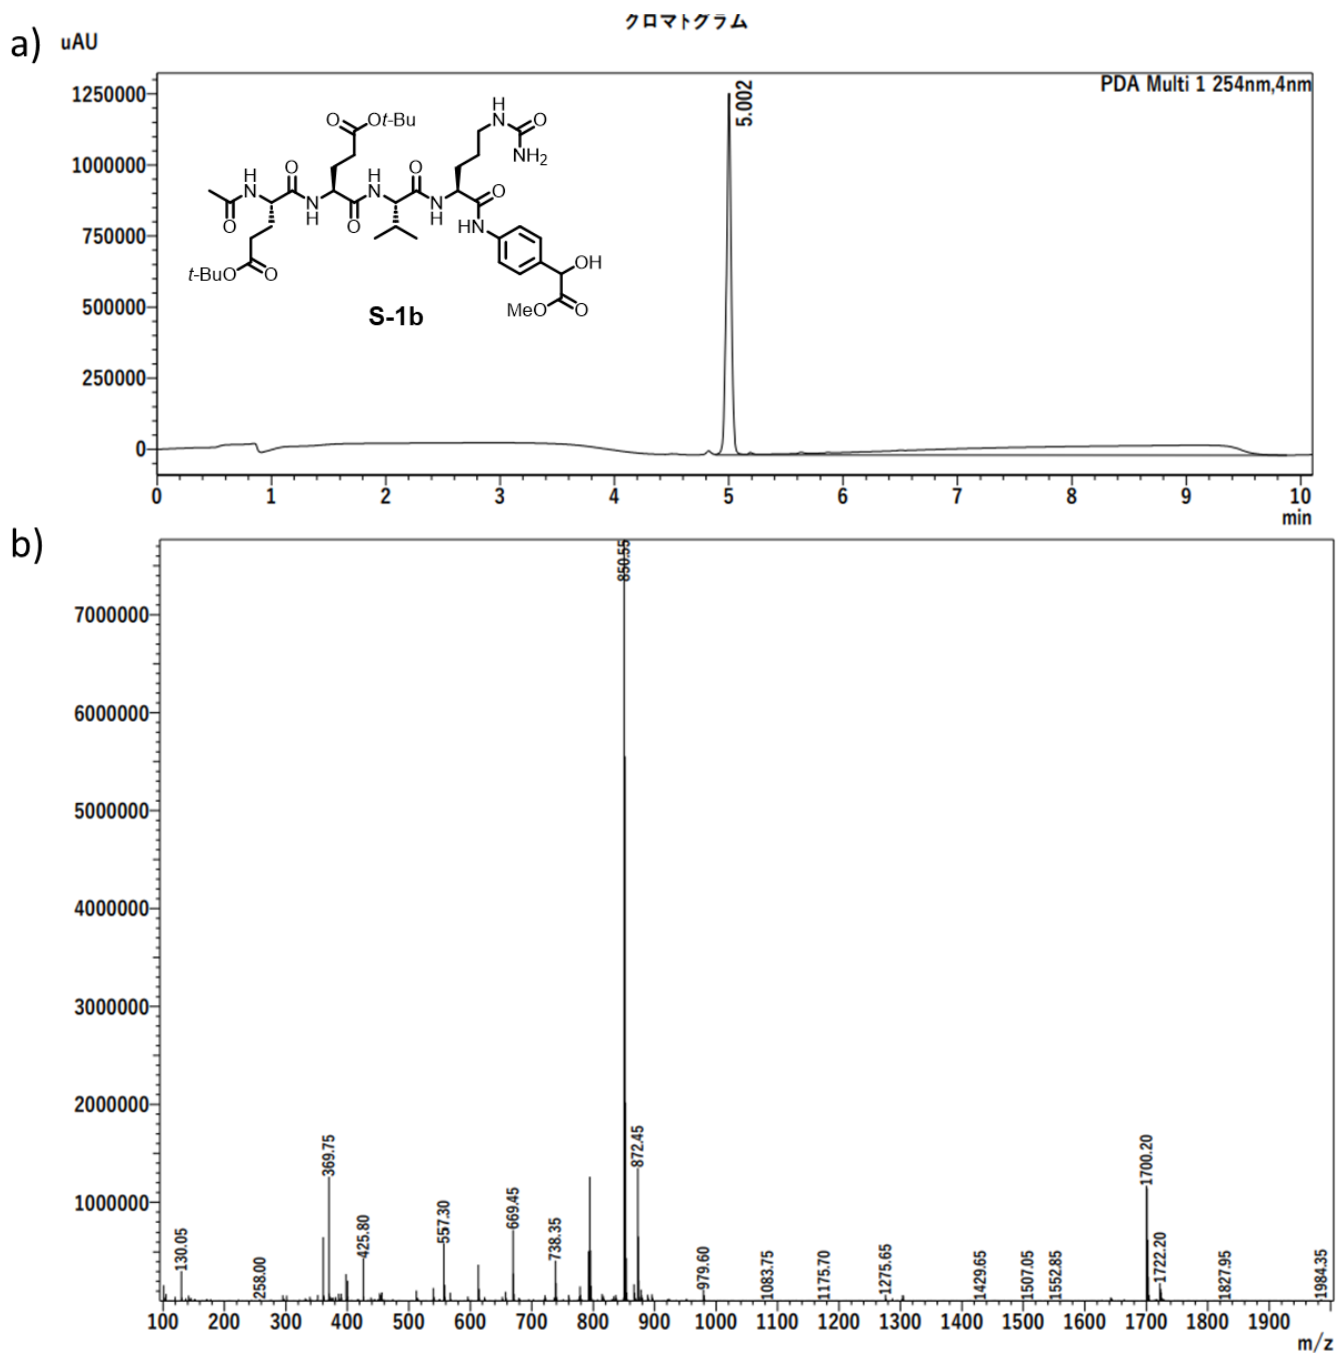 クロマトグラム
a) uAU
PDA Multi 1 254nm,4nm
1250000
1000000
750000
500000
250000
0
5.002
O Ot-Bu
H
N O
NH2
H
N O O
N
H
H
N O
O N
H
O
O
HN
t-BuO O
OH
MeO O
S-1b
0 1 2 3 4 5 6 7 8 9 10
min
b)
7000000
6000000
5000000
4000000
3000000
2000000
1000000
130.05
258.00
369.75
425.80
557.30
669.45
738.35
850.55
872.45
979.60
1083.75
1175.70
1275.65
1429.65
1507.05
1552.85
1700.20
1722.20
1827.95
1984.35
100 200 300 400 500 600 700 800 900 1000 1100 1200 1300 1400 1500 1600 1700 1800 1900
m/z